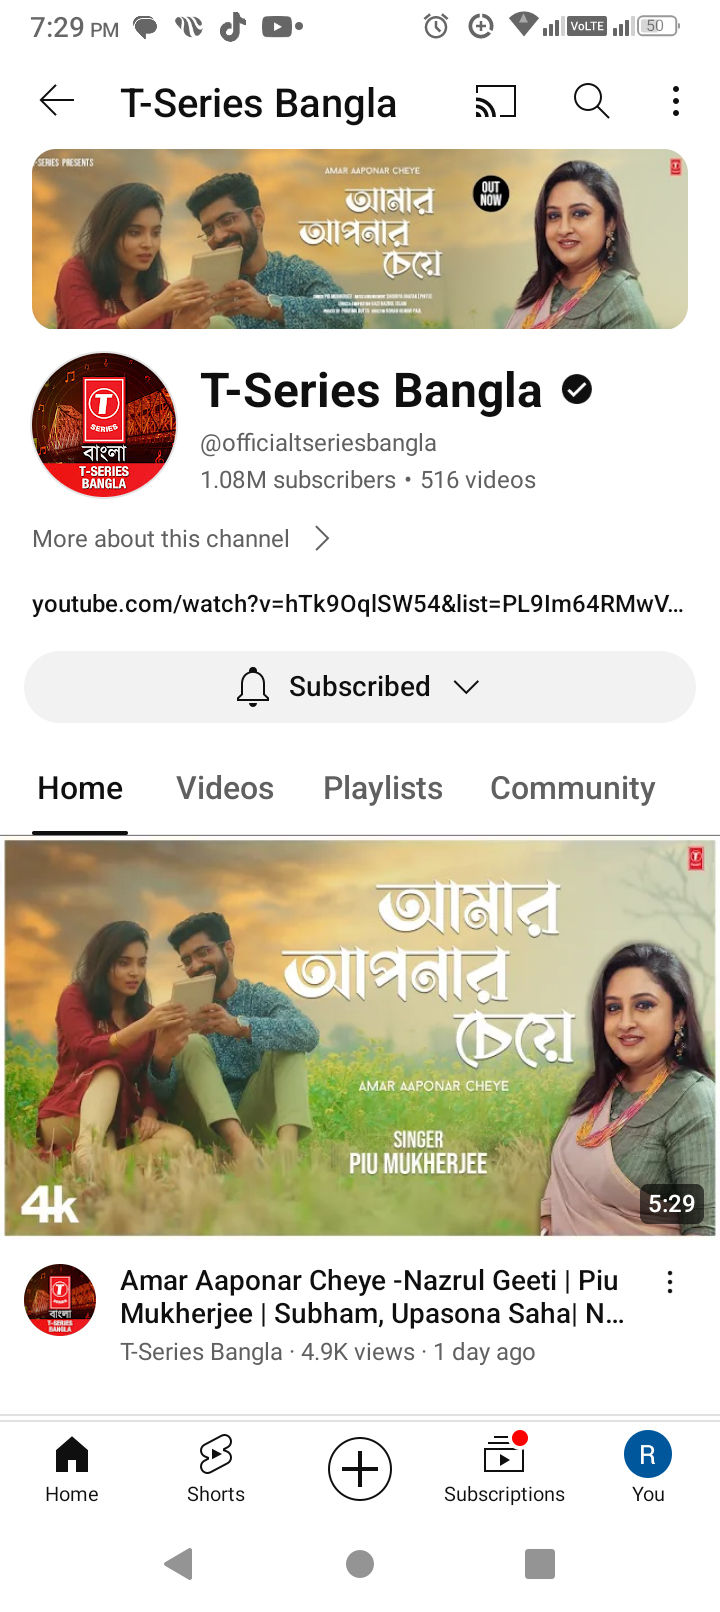 7:29 PM
VoLTE
50
T-Series Bangla
-SERIES PRESENTS
AMAR AAPONAR CHEYE
আমার
আপনার
চেয়ে
OUT
NOW
T
SERIES
বাংলা
T-SERIES
BANGLA
T-Series Bangla
@officialtseriesbangla
1.08M subscribers • 516 videos
More about this channel
youtube.com/watch?v=hTk9OqlSW54&list=PL9Im64RMwV...
Subscribed
Home Videos Playlists Community
আমার
আপনার
চেয়ে
AMAR AAPONAR CHEYE
SINGER
PIU MUKHERJEE
4k
5:29
বাংলা
T-SERIES
BANGLA
Amar Aaponar Cheye -Nazrul Geeti | Piu
Mukherjee | Subham, Upasona Saha| N...
T-Series Bangla · 4.9K views · 1 day ago
R
Home Shorts Subscriptions You